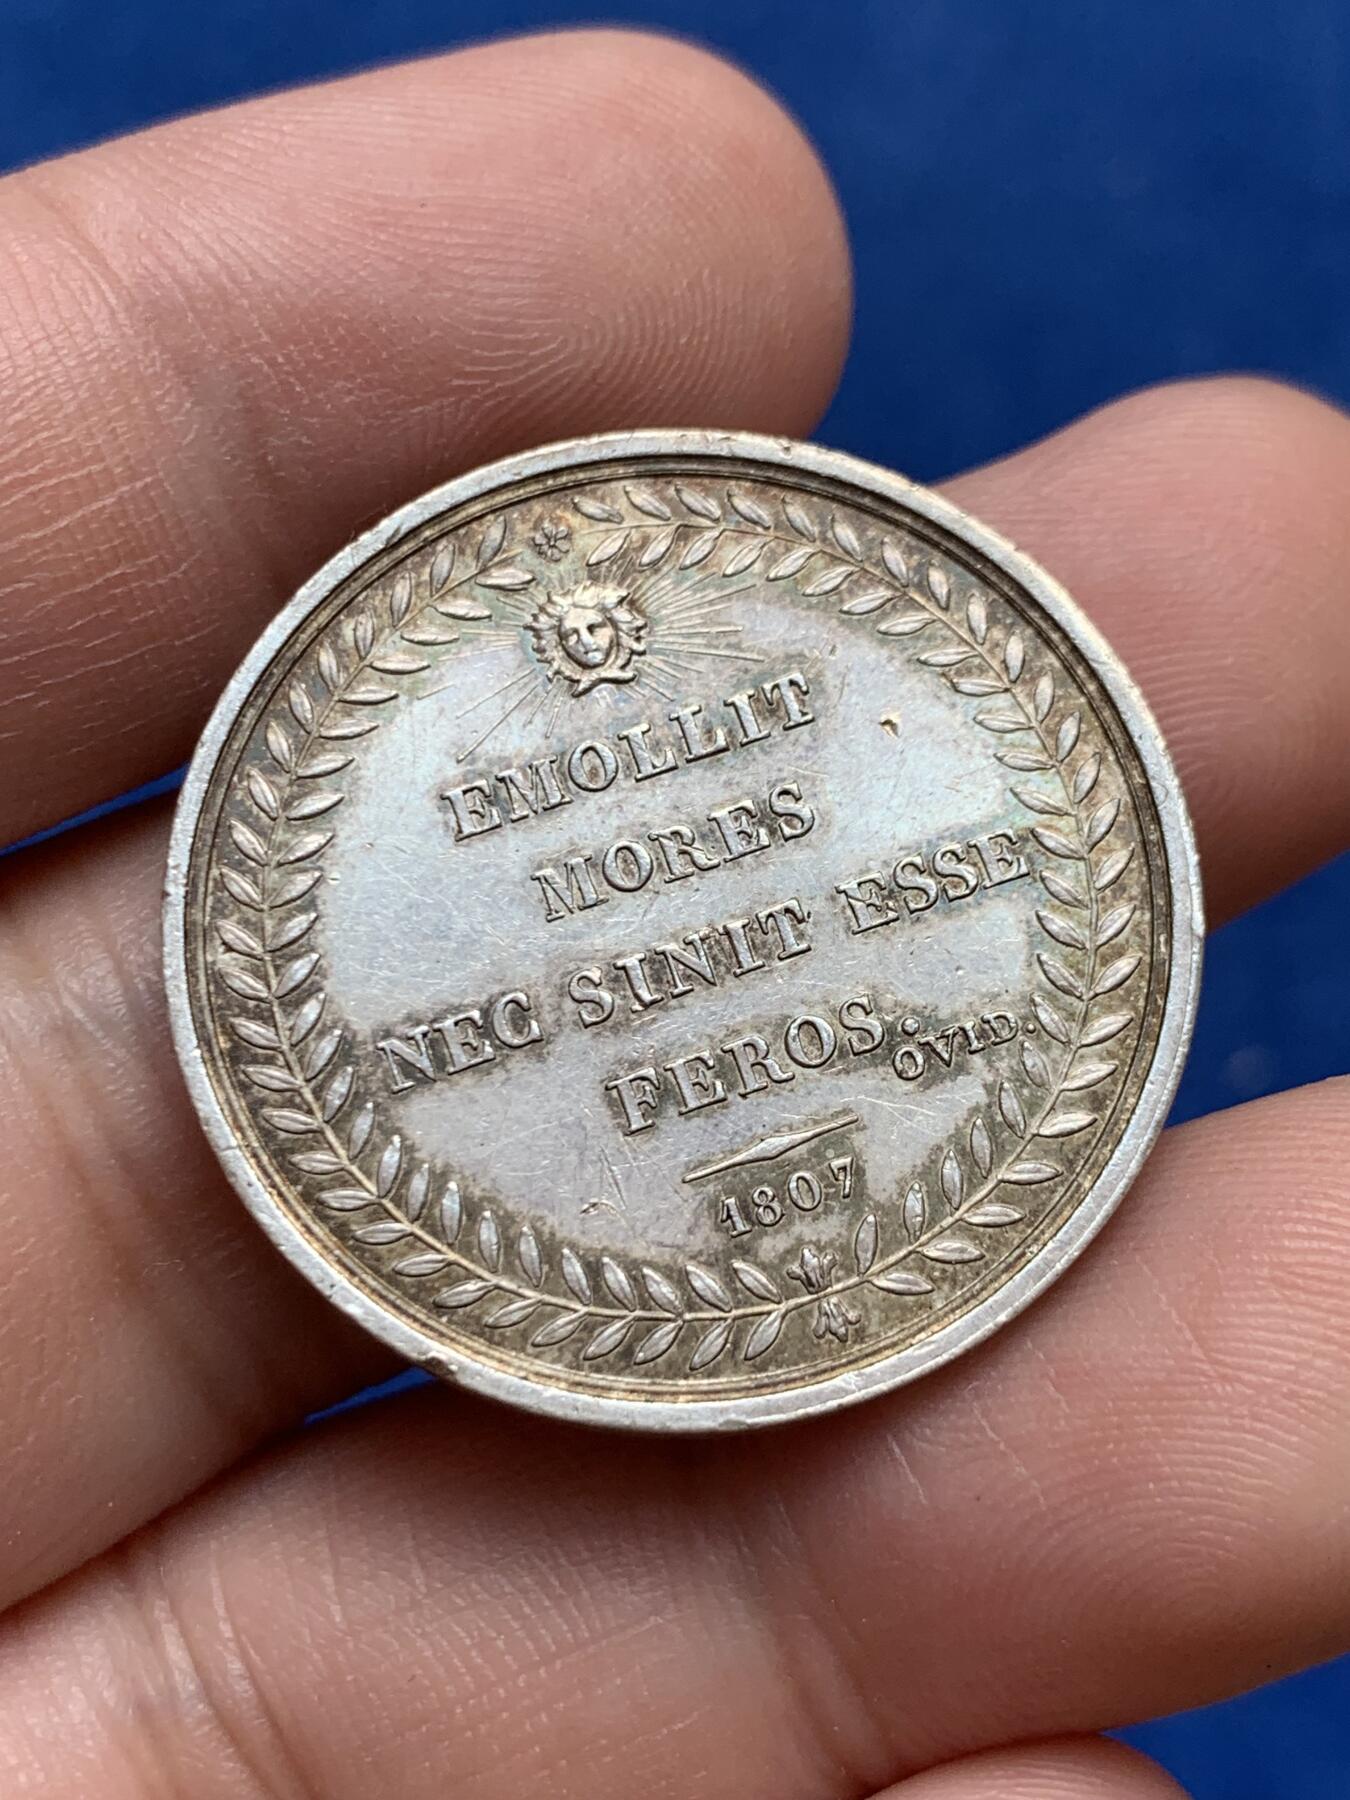 EMOLLIT
MORES
NEC SINIT ESSE
FEROS. OVID.
1807